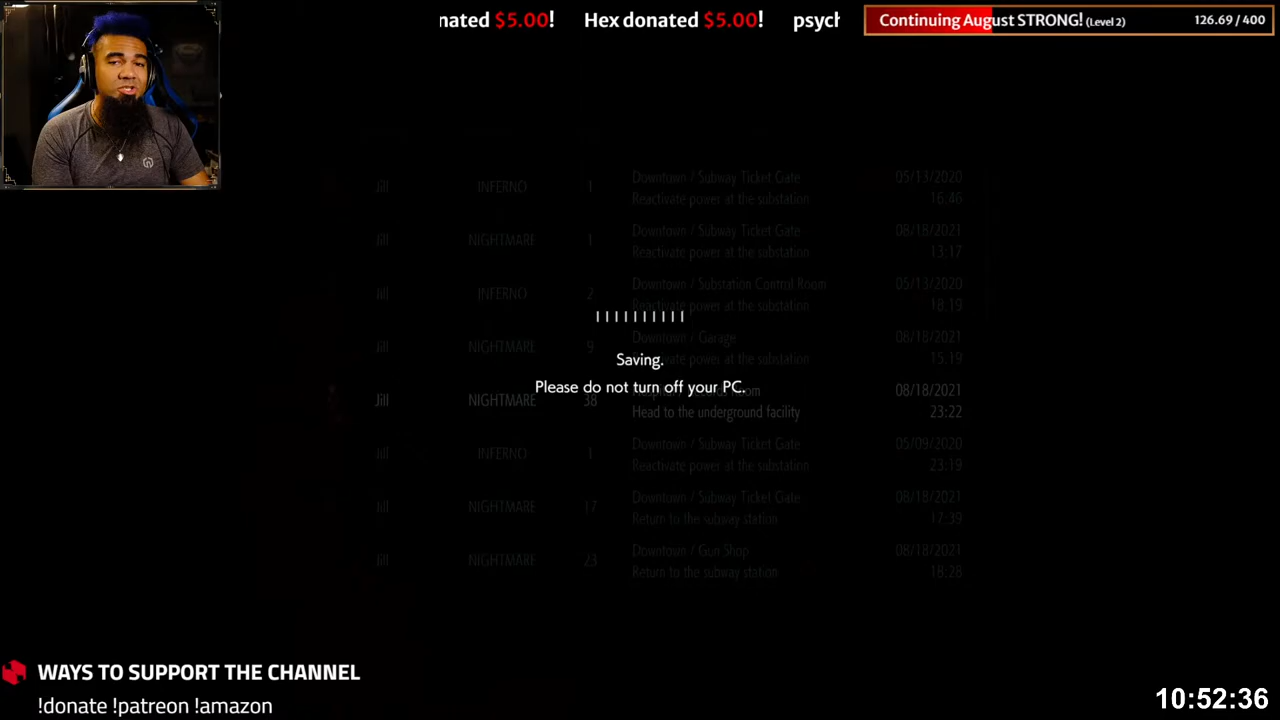 nated $5.00! Hex donated $5.00! psych
Continuing August STRONG! (Level 2) 126.69 / 400
Jill INFERNO 1 Downtown / Subway Ticket Gate 05/13/2020
Reactivate power at the substation 16:46
Jill NIGHTMARE 1 Downtown / Subway Ticket Gate 08/18/2021
Reactivate power at the substation 13:17
Jill INFERNO 2 Downtown / Substation Control Room 05/13/2020
Reactivate power at the substation 18:19
Jill NIGHTMARE 9 Downtown / Garage 08/18/2021
power at the substation 15:19
Saving.
Please do not turn off your PC.
Jill NIGHTMARE 38 Room 08/18/2021
Head to the underground facility 23:22
Jill INFERNO 1 Downtown / Subway Ticket Gate 05/09/2020
Reactivate power at the substation 23:19
Jill NIGHTMARE 17 Downtown / Subway Ticket Gate 08/18/2021
Return to the subway station 17:39
Jill NIGHTMARE 23 Downtown / Gun Shop 08/18/2021
Return to the subway station 18:28
WAYS TO SUPPORT THE CHANNEL
!donate !patreon !amazon
10:52:36